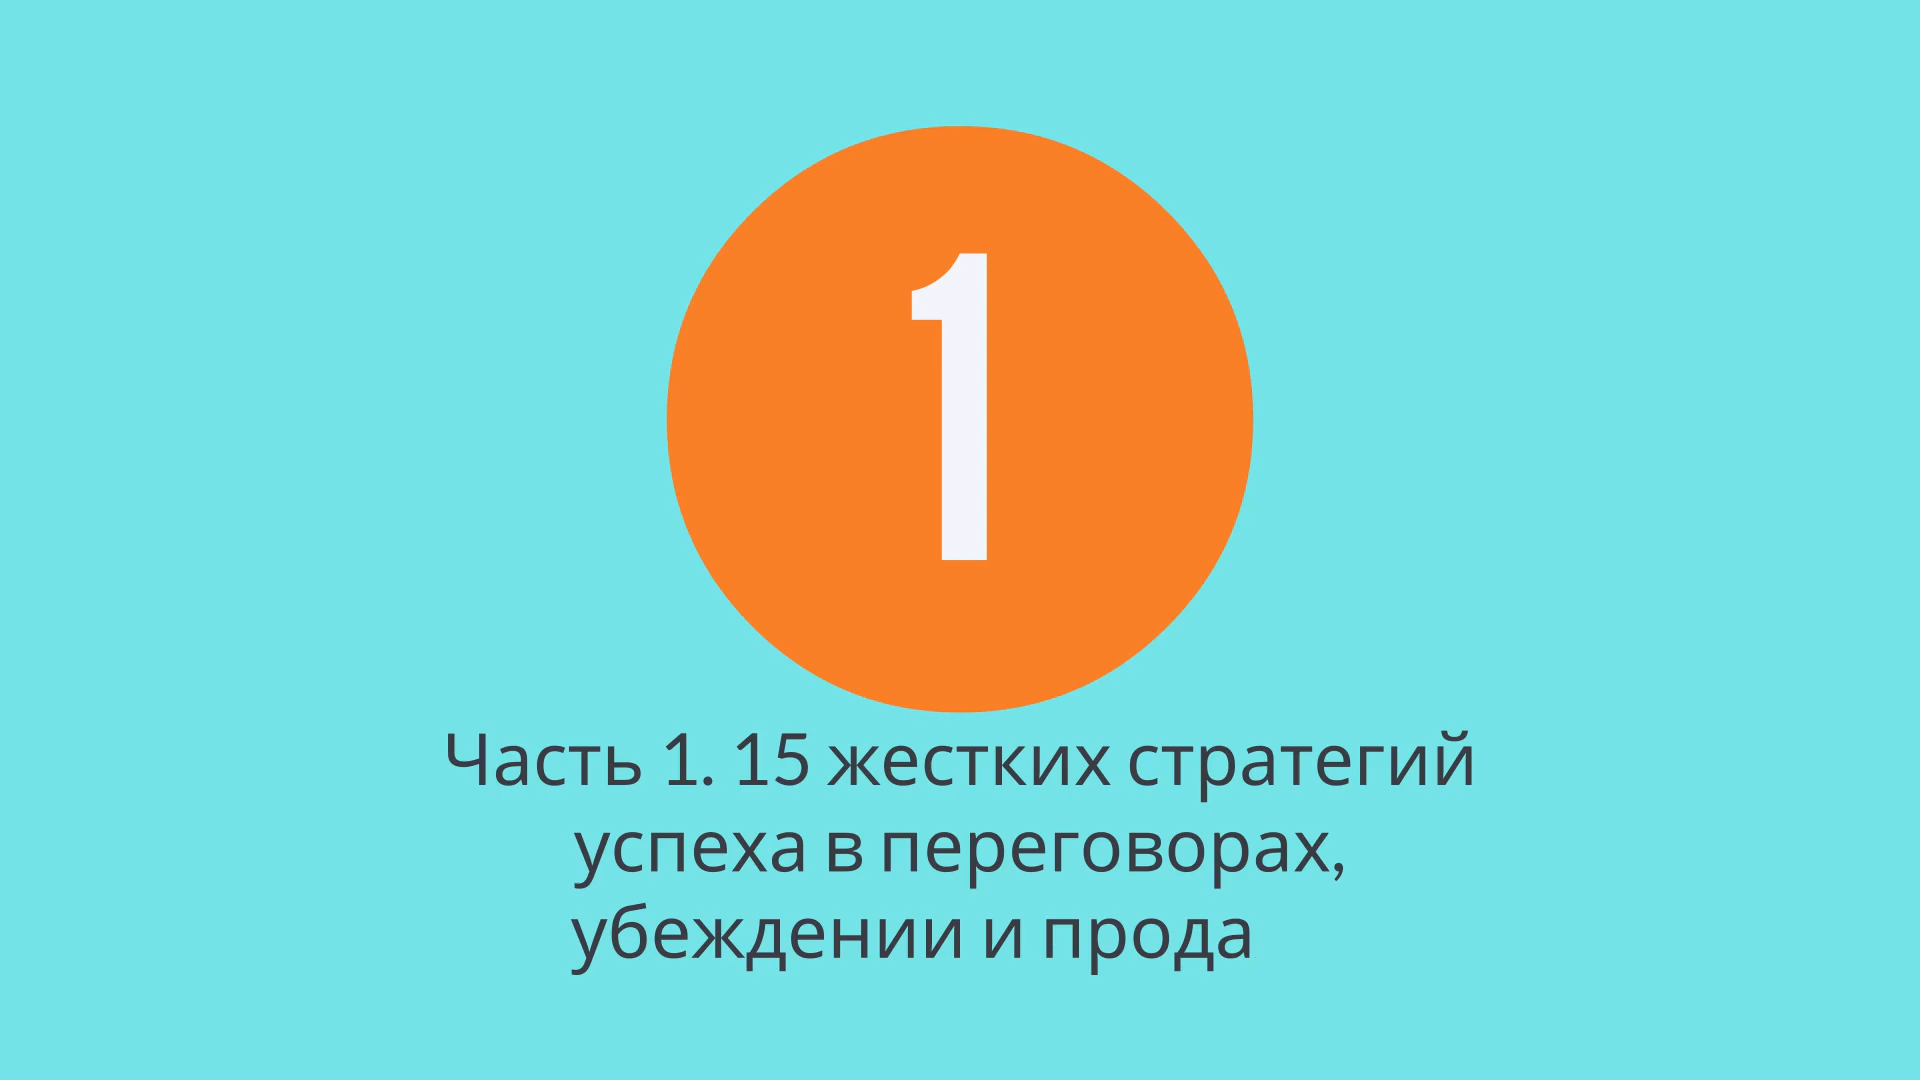 1
Часть 1. 15 жестких стратегий
успеха в переговорах,
убеждении и прода